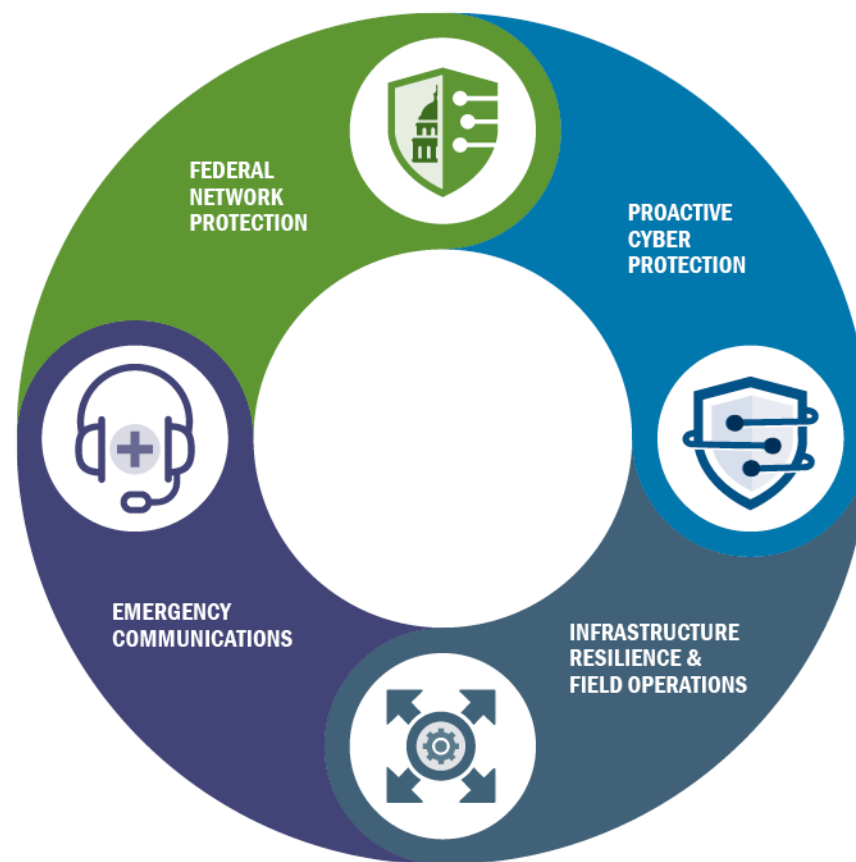 FEDERAL
NETWORK
PROTECTION
PROACTIVE
CYBER
PROTECTION
EMERGENCY
COMMUNICATIONS
INFRASTRUCTURE
RESILIENCE &
FIELD OPERATIONS